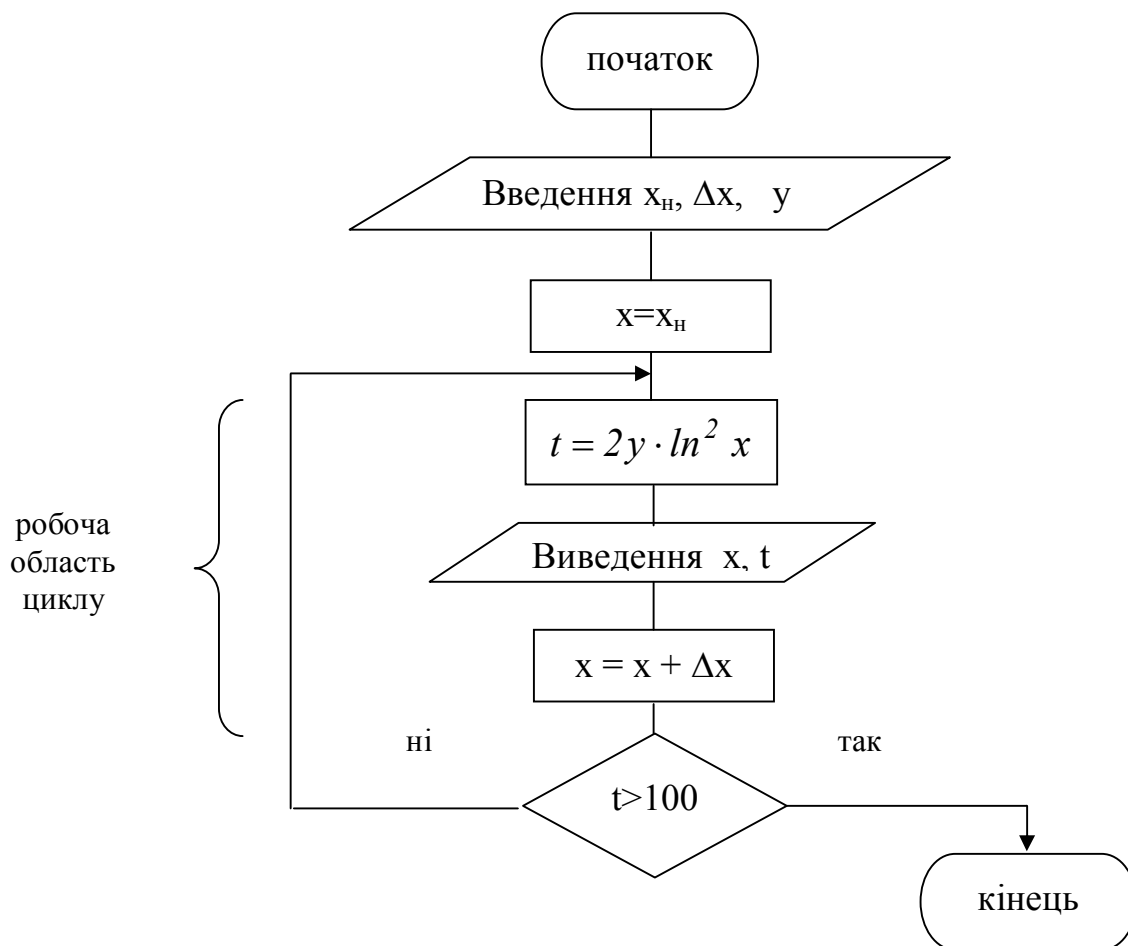 початок
Введення xн, Δx, y
x=xн
t = 2y · ln² x
Виведення x, t
x = x + Δx
робоча
область
циклу
ні
так
t>100
кінець